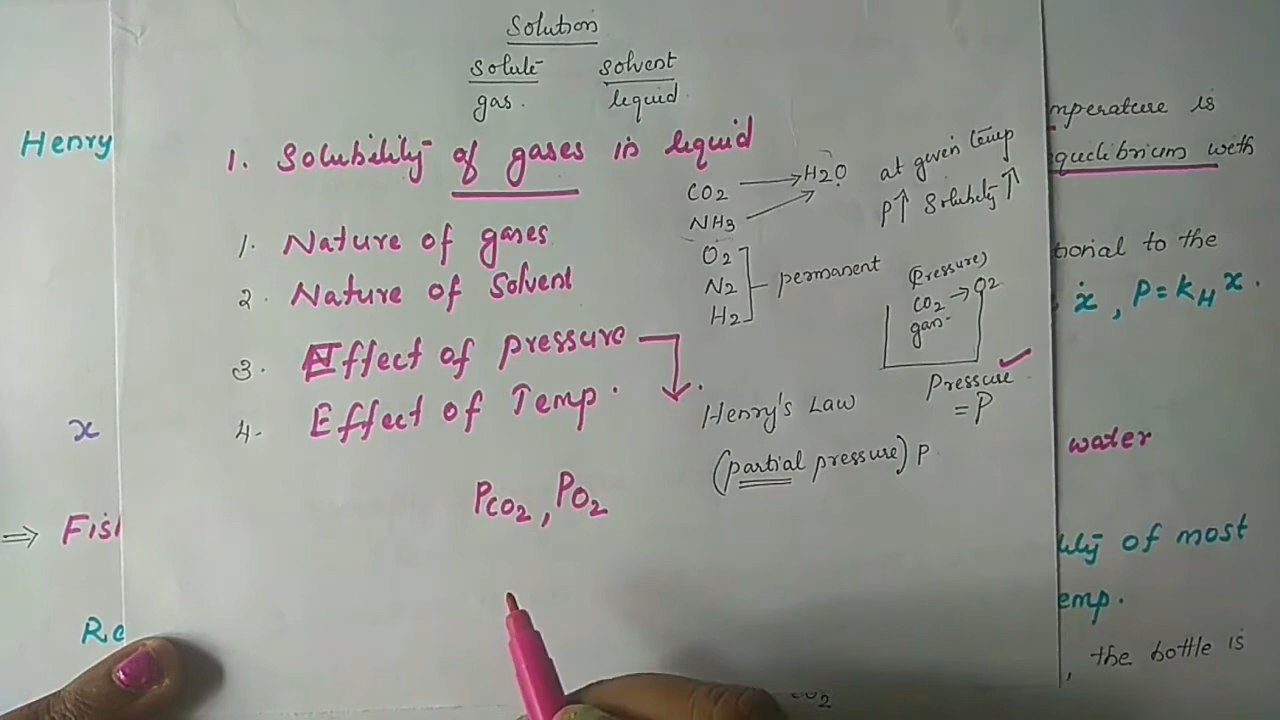 Solution
solute solvent
gas. liquid
1. Solubility of gases in liquid
CO2 → H2O
NH3
at given temp
P↑ Solubility↑
1. Nature of gases
2. Nature of Solvent
3. Effect of pressure
4. Effect of Temp.
O2
N2
H2
permanent
(Pressure)
CO2 → O2
gas-
Pressure
= P
Henry's Law
(partial pressure) P
PCO2, PO2
Henry
x
⇒ Fis
Re
mperature is
equilibrium with
tional to the
x, P = KH x.
water
of most
emp.
, the bottle is
CO2